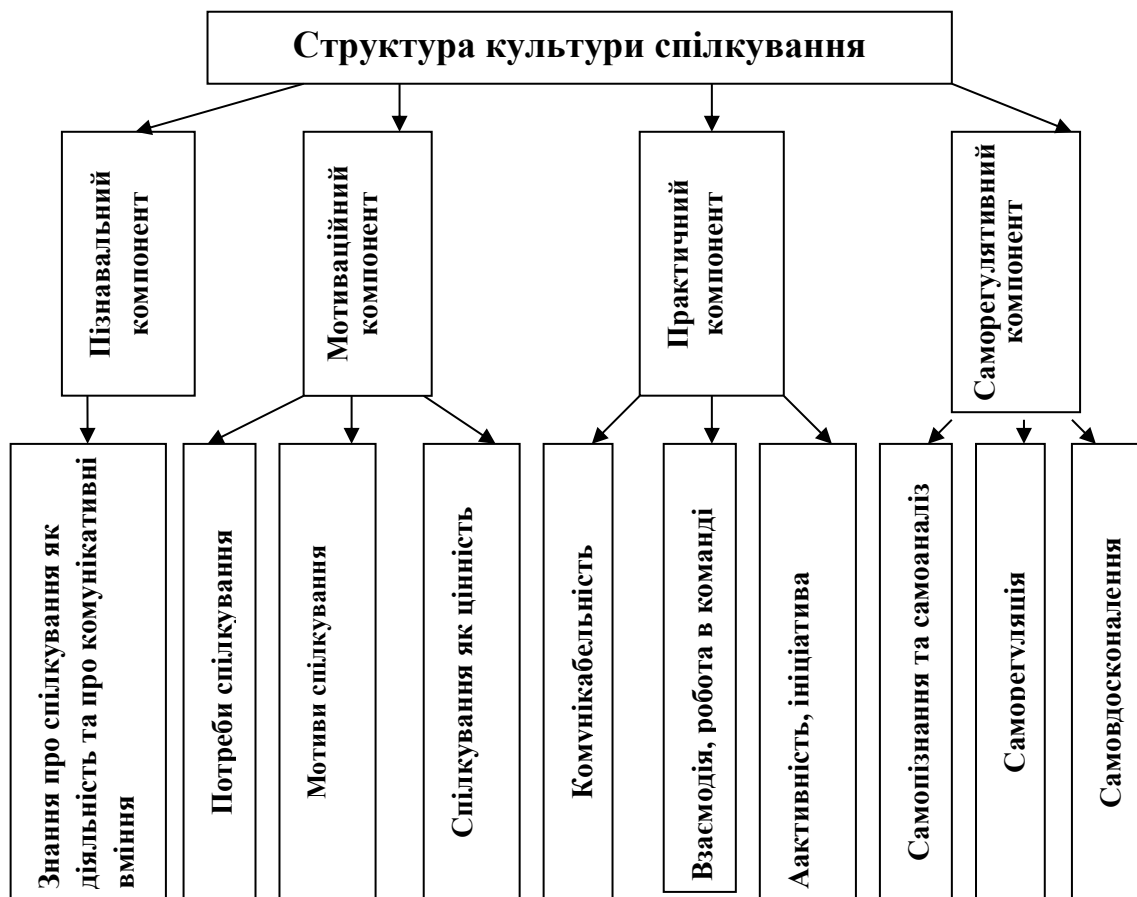 Структура культури спілкування
Пізнавальний
компонент
Мотиваційний
компонент
Практичний
компонент
Саморегулятивний
компонент
Знання про спілкування як
діяльність та про комунікативні
вміння
Потреби спілкування
Мотиви спілкування
Спілкування як цінність
Комунікабельність
Взаємодія, робота в команді
Аактивність, ініціатива
Самопізнання та самоаналіз
Саморегуляція
Самовдосконалення